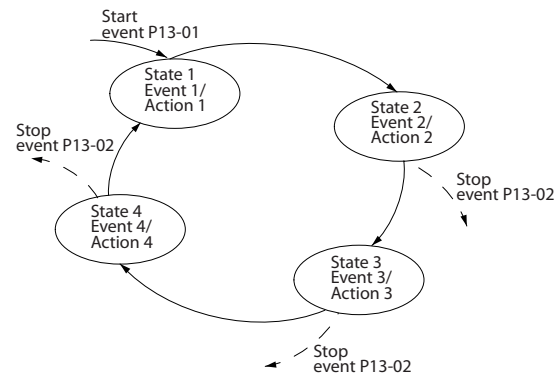 Start
event P13-01
State 1
Event 1/
Action 1
State 2
Event 2/
Action 2
Stop
event P13-02
Stop
event P13-02
State 4
Event 4/
Action 4
State 3
Event 3/
Action 3
Stop
event P13-02